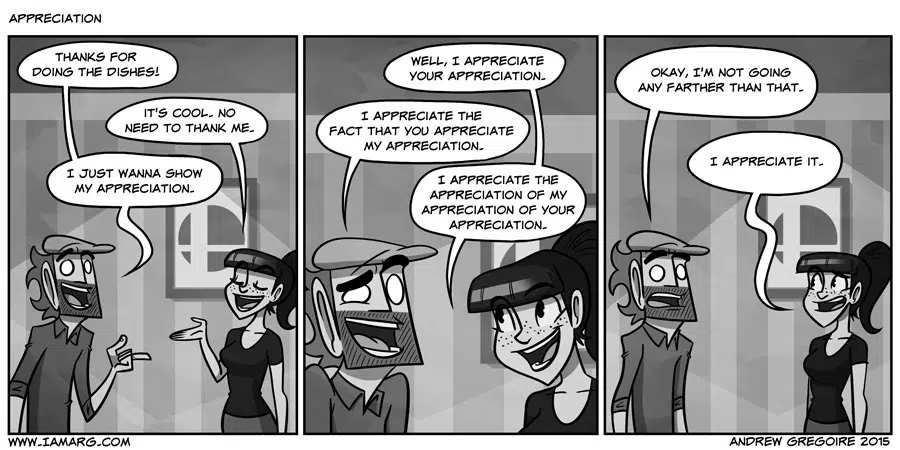 APPRECIATION
THANKS FOR
DOING THE DISHES!
IT'S COOL. NO
NEED TO THANK ME.
I JUST WANNA SHOW
MY APPRECIATION.
WELL, I APPRECIATE
YOUR APPRECIATION.
I APPRECIATE THE
FACT THAT YOU APPRECIATE
MY APPRECIATION.
I APPRECIATE THE
APPRECIATION OF MY
APPRECIATION OF YOUR
APPRECIATION.
OKAY, I'M NOT GOING
ANY FARTHER THAN THAT.
I APPRECIATE IT.
WWW.IAMARG.COM
ANDREW GREGOIRE 2015